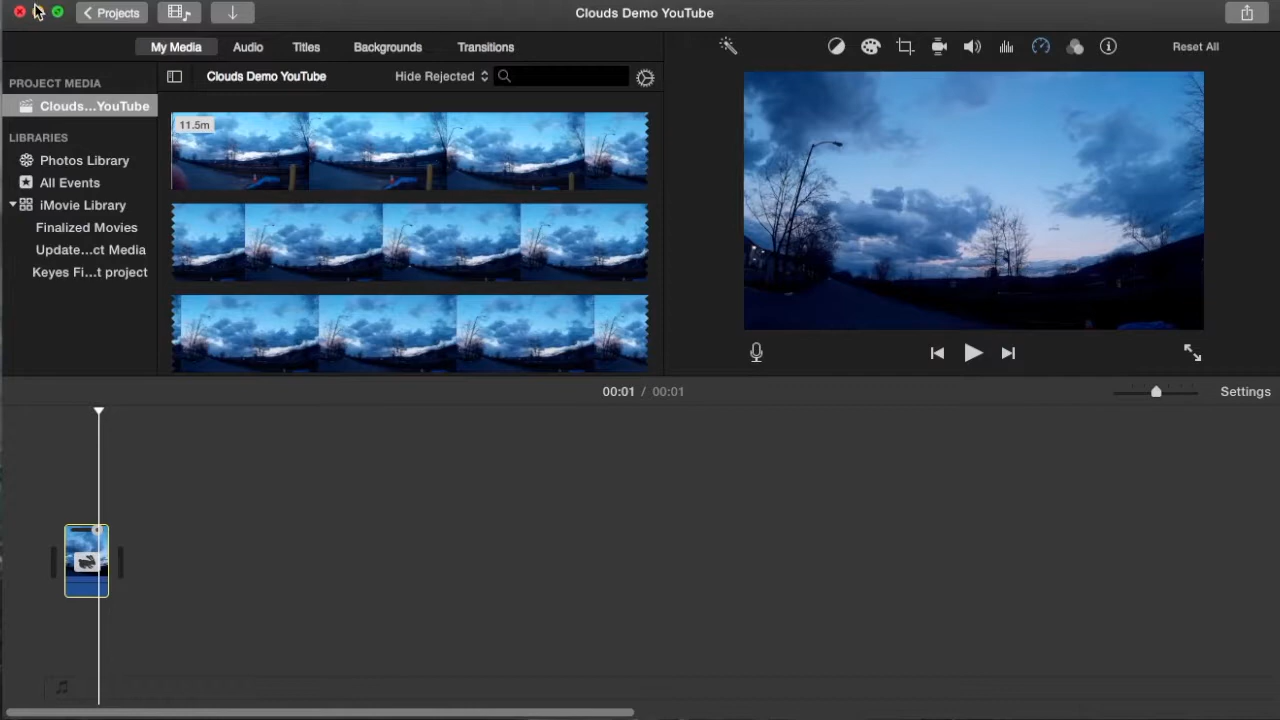 Projects
Clouds Demo YouTube
My Media Audio Titles Backgrounds Transitions
Reset All
PROJECT MEDIA
Clouds...YouTube
LIBRARIES
Photos Library
All Events
iMovie Library
Finalized Movies
Update...ct Media
Keyes Fi...t project
Clouds Demo YouTube Hide Rejected
11.5m
00:01 / 00:01
Settings